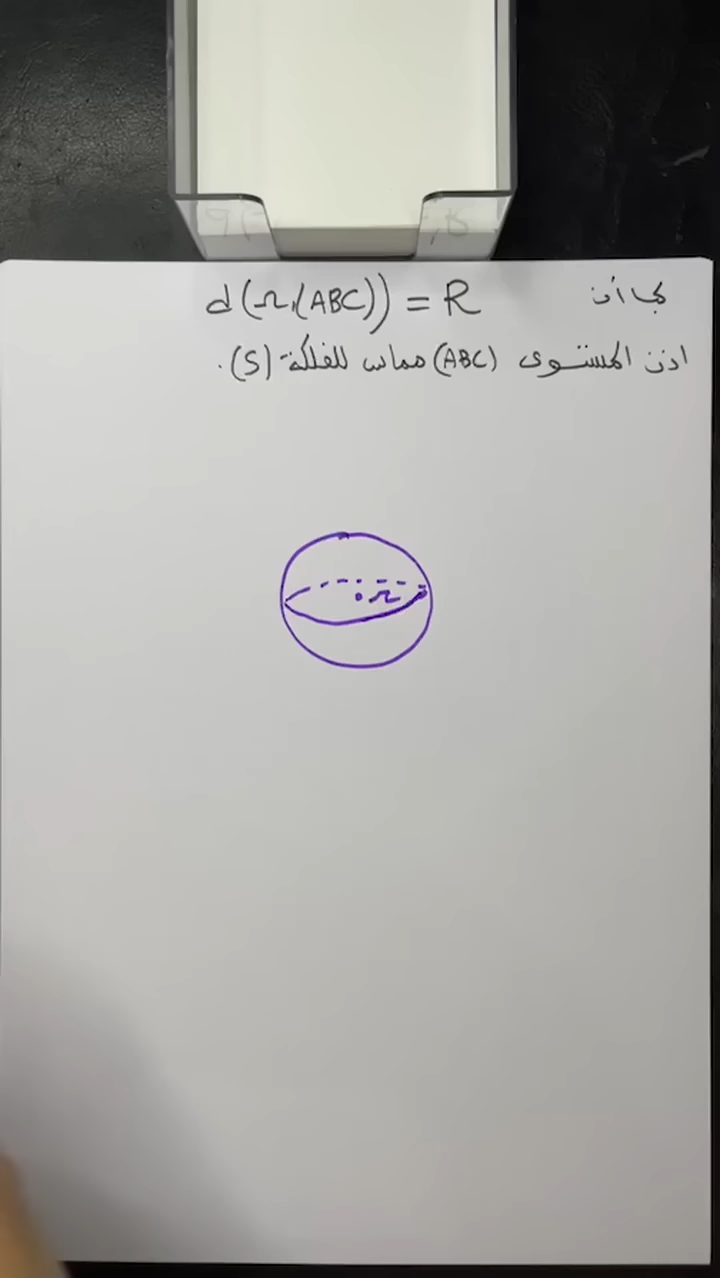 بما أن d(Ω,(ABC)) = R
اذن المستوى (ABC) مماس للفلكة (S).
Ω